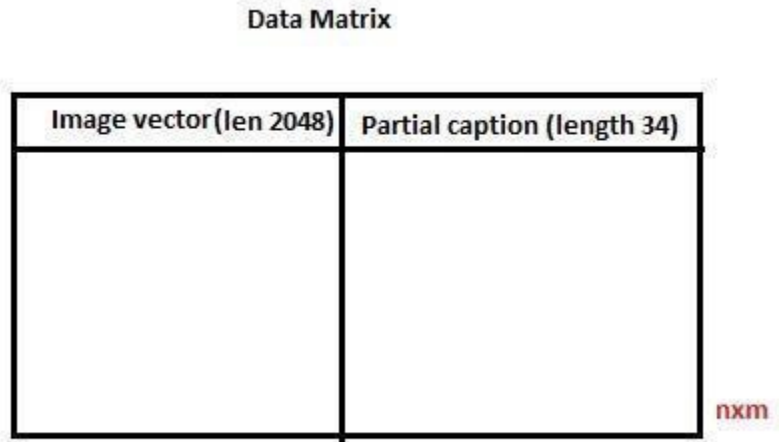 Data Matrix
Image vector(len 2048) Partial caption (length 34)
nxm